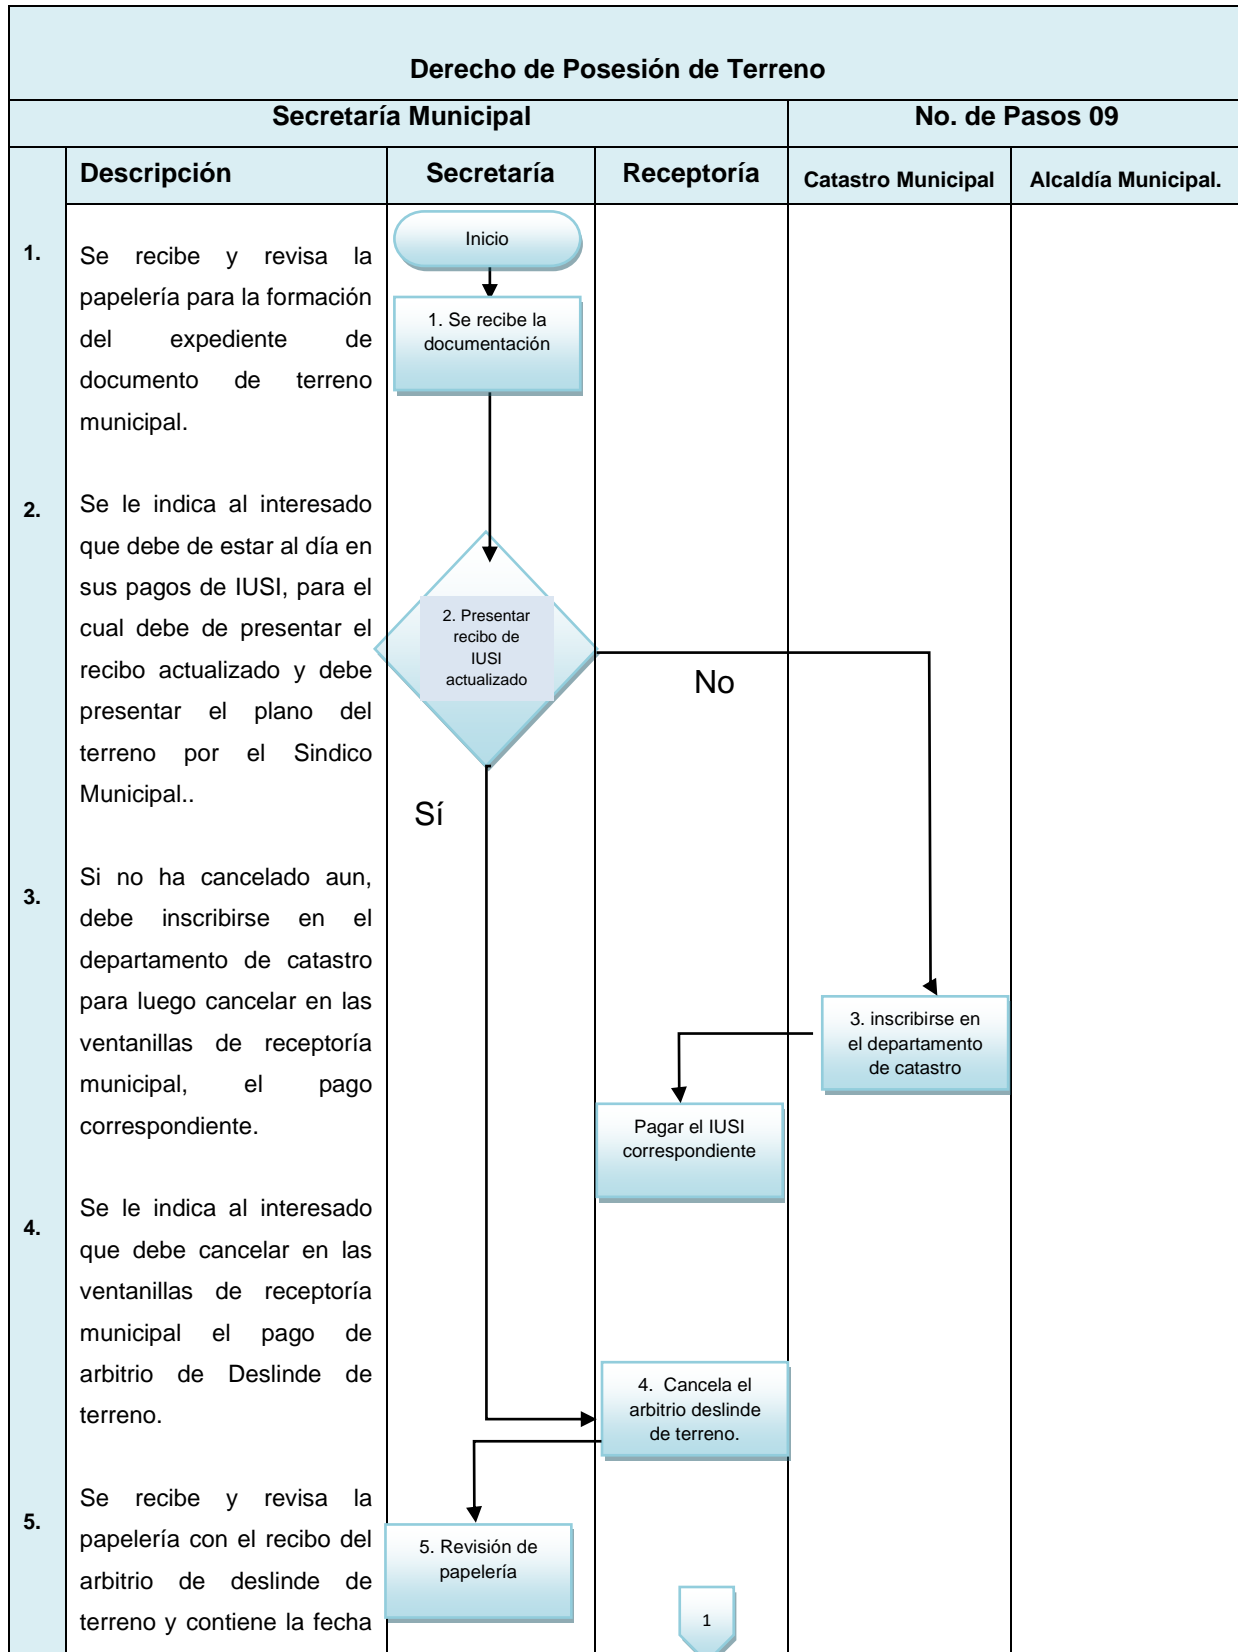 Derecho de Posesión de Terreno
Secretaría Municipal
No. de Pasos 09
Descripción
Secretaría
Receptoría
Catastro Municipal
Alcaldía Municipal.
1.
Se recibe y revisa la
papelería para la formación
del expediente de
documento de terreno
municipal.
Inicio
1. Se recibe la
documentación
2.
Se le indica al interesado
que debe de estar al día en
sus pagos de IUSI, para el
cual debe de presentar el
recibo actualizado y debe
presentar el plano del
terreno por el Sindico
Municipal..
2. Presentar
recibo de
IUSI
actualizado
No
Sí
3.
Si no ha cancelado aun,
debe inscribirse en el
departamento de catastro
para luego cancelar en las
ventanillas de receptoría
municipal, el pago
correspondiente.
3. inscribirse en
el departamento
de catastro
Pagar el IUSI
correspondiente
4.
Se le indica al interesado
que debe cancelar en las
ventanillas de receptoría
municipal el pago de
arbitrio de Deslinde de
terreno.
4. Cancela el
arbitrio deslinde
de terreno.
5.
Se recibe y revisa la
papelería con el recibo del
arbitrio de deslinde de
terreno y contiene la fecha
5. Revisión de
papelería
1